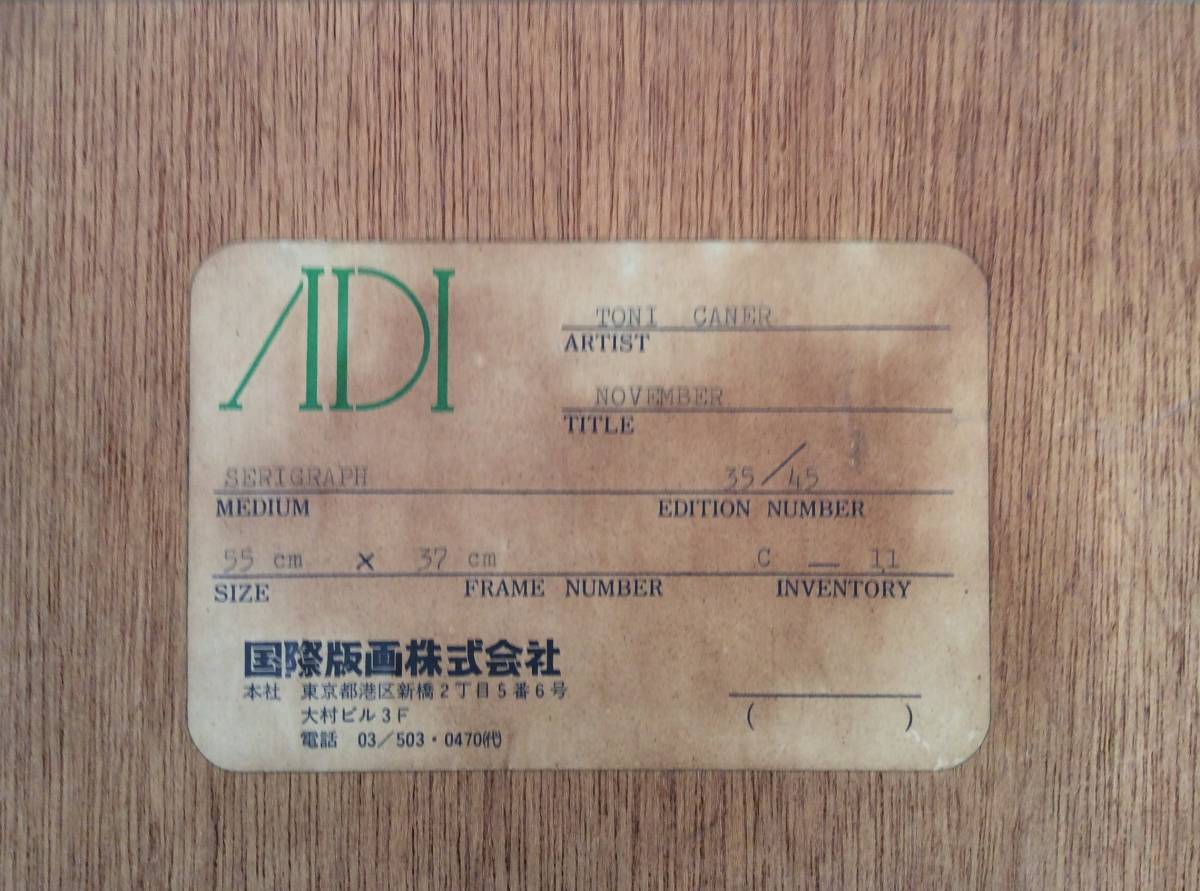 ADI
TONI CANER
ARTIST
NOVEMBER
TITLE
SERIGRAPH 35/45
MEDIUM EDITION NUMBER
55 cm x 37 cm C — 11
SIZE FRAME NUMBER INVENTORY
国際版画株式会社
本社 東京都港区新橋2丁目5番6号
大村ビル3F
電話 03/503・0470㈹
( )